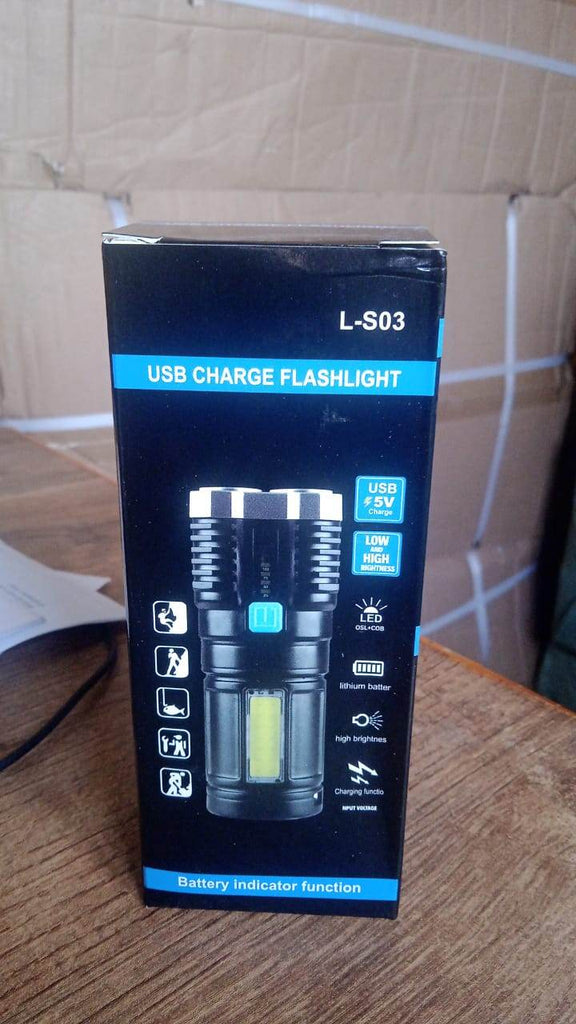 L-S03
USB CHARGE FLASHLIGHT
USB
5V
Charge
LOW
AND
HIGH
RIGHTNESS
LED
OSL+COB
lithium batter
high brightnes
Charging functio
NPUT VOLTAGE
Battery indicator function